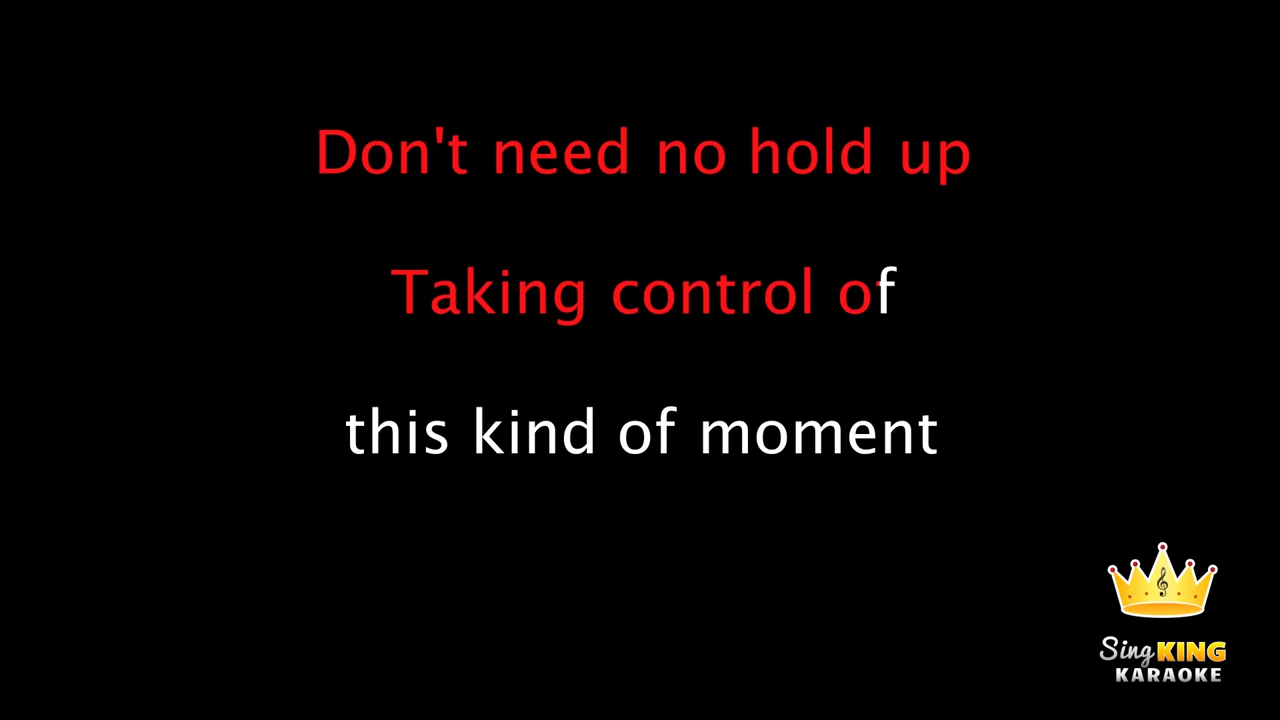 Don't need no hold up
Taking control of
this kind of moment
Sing KING
KARAOKE